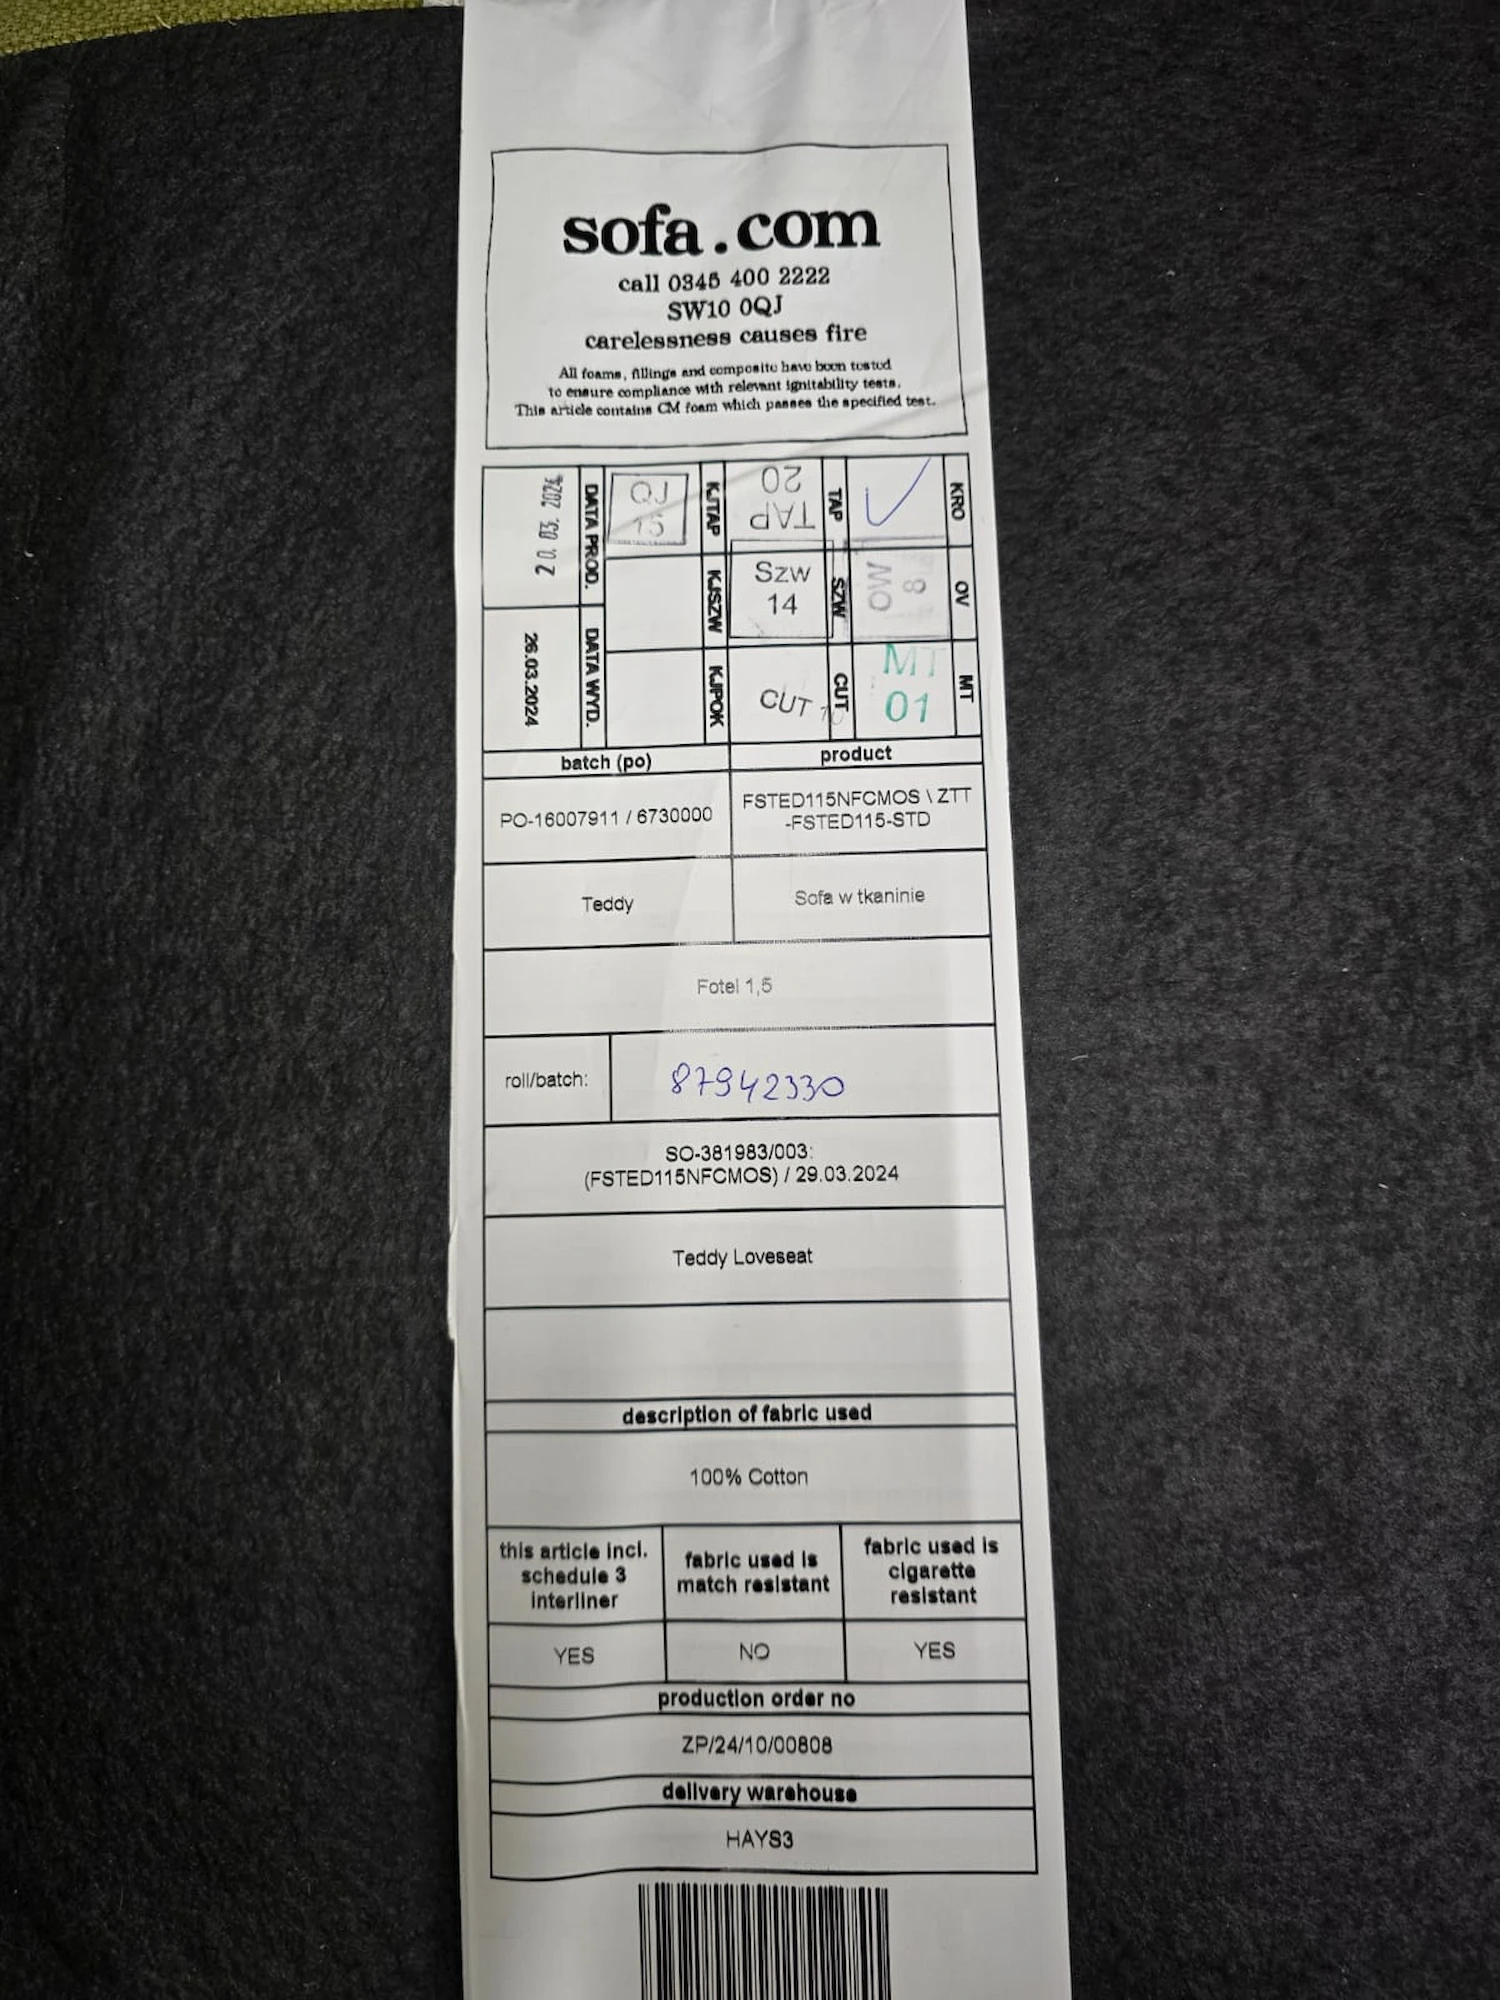 sofa.com
call 0345 400 2222
SW10 0QJ
carelessness causes fire
All foams, fillings and composite have been tested
to ensure compliance with relevant ignitability tests.
This article contains CM foam which passes the specified test.
KRO
OV
MT
OW
8
MT
01
TAP
SZW
CUT
TAP
20
Szw
14
CUT
KJTAP
KJSZW
KJPOK
QJ
15
DATA PROD.
DATA WYD.
20.03.2024
26.03.2024
batch (po)
product
PO-16007911 / 6730000
FSTED115NFCMOS \ ZTT
-FSTED115-STD
Teddy
Sofa w tkaninie
Fotel 1,5
roll/batch:
87942330
SO-381983/003:
(FSTED115NFCMOS) / 29.03.2024
Teddy Loveseat
description of fabric used
100% Cotton
this article incl.
schedule 3
interliner
fabric used is
match resistant
fabric used is
cigarette
resistant
YES
NO
YES
production order no
ZP/24/10/00808
delivery warehouse
HAYS3